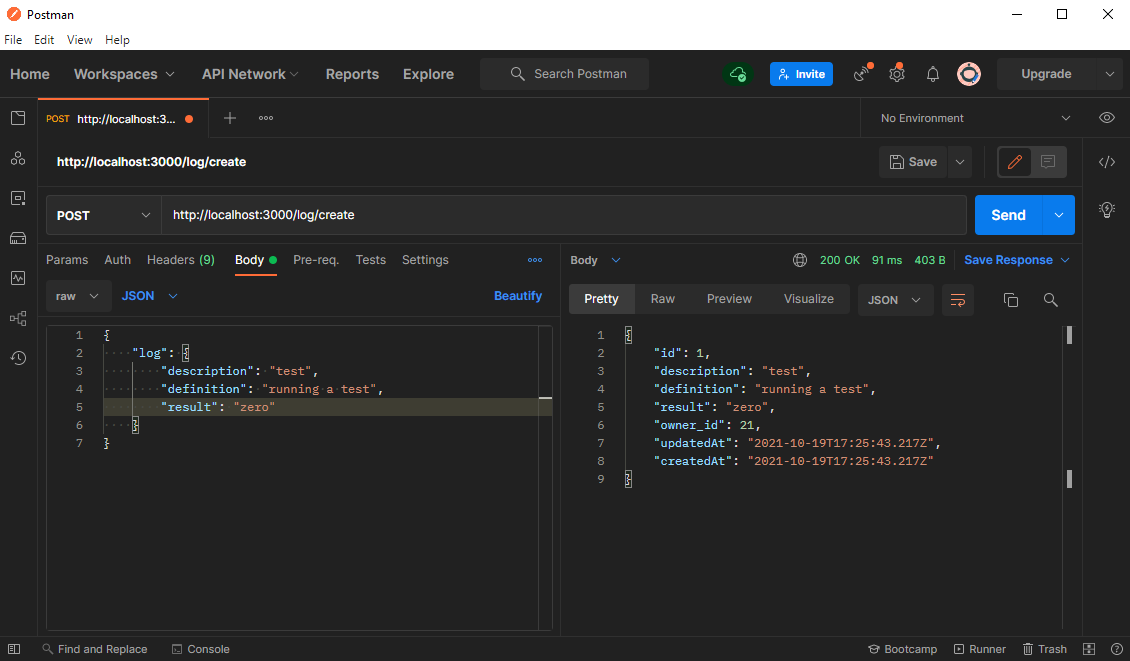 Postman
File Edit View Help
Home Workspaces API Network Reports Explore Search Postman Invite Upgrade
POST http://localhost:3... No Environment
http://localhost:3000/log/create Save
POST http://localhost:3000/log/create Send
Params Auth Headers (9) Body Pre-req. Tests Settings
Body 200 OK 91 ms 403 B Save Response
raw JSON Beautify
Pretty Raw Preview Visualize JSON
1 {
2 "log": {
3 "description": "test",
4 "definition": "running a test",
5 "result": "zero"
6 }
7 }
1 {
2 "id": 1,
3 "description": "test",
4 "definition": "running a test",
5 "result": "zero",
6 "owner_id": 21,
7 "updatedAt": "2021-10-19T17:25:43.217Z",
8 "createdAt": "2021-10-19T17:25:43.217Z"
9 }
Find and Replace Console Bootcamp Runner Trash